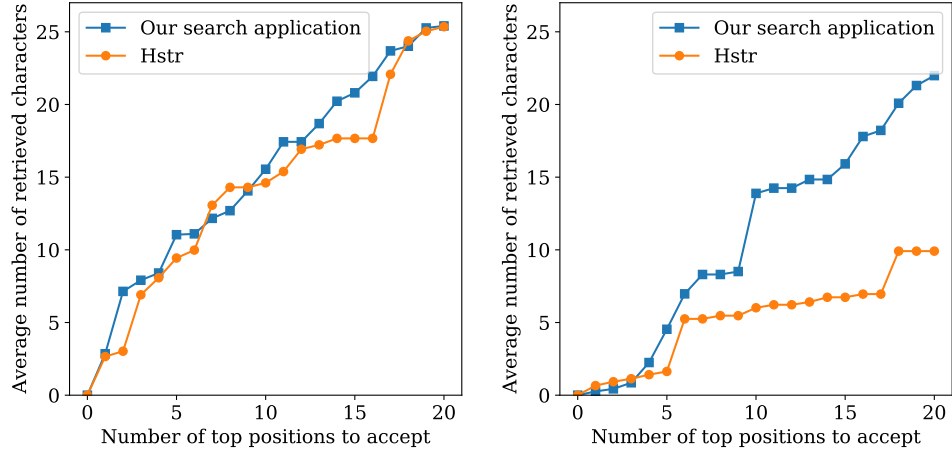 Average number of retrieved characters
25
20
15
10
5
0
Our search application
Hstr
0 5 10 15 20
Number of top positions to accept
Average number of retrieved characters
25
20
15
10
5
0
Our search application
Hstr
0 5 10 15 20
Number of top positions to accept